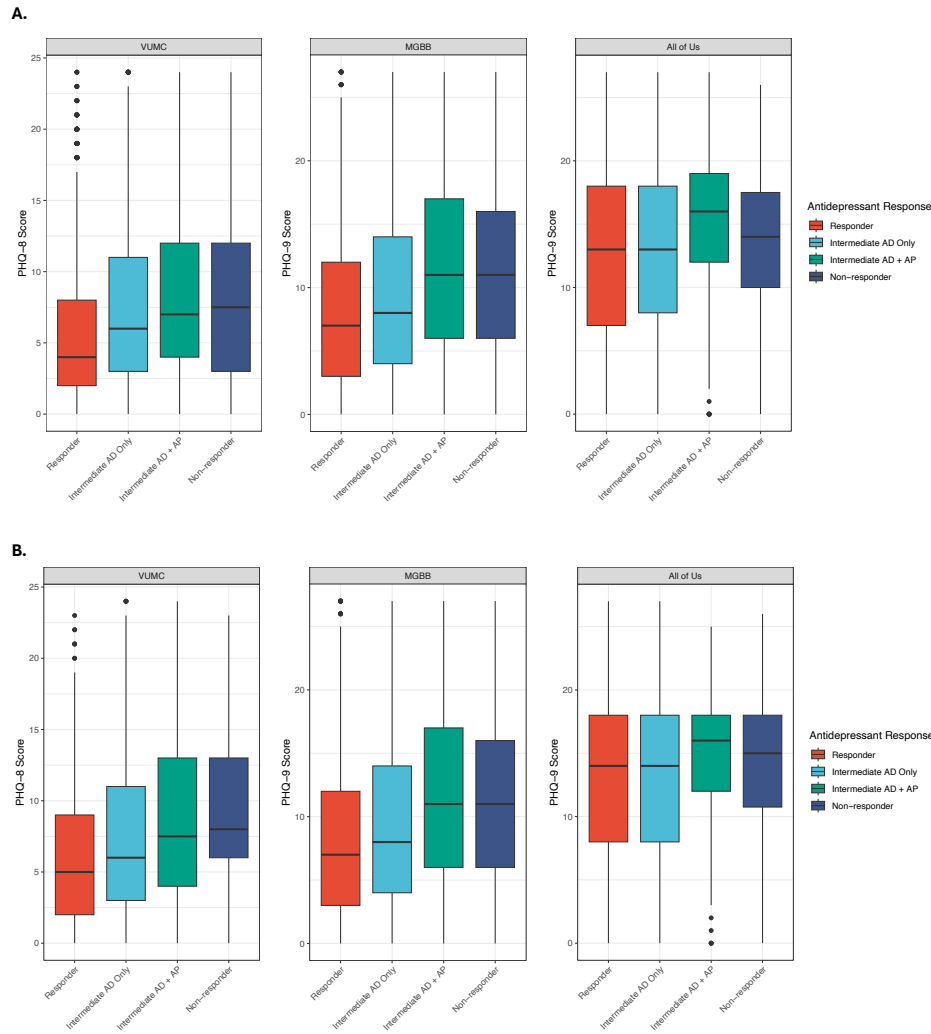 A.
VUMC
MGBB
All of Us
PHQ−8 Score
25
20
15
10
5
0
PHQ−9 Score
20
10
0
PHQ−9 Score
20
10
0
Responder
Intermediate AD Only
Intermediate AD + AP
Non−responder
Responder
Intermediate AD Only
Intermediate AD + AP
Non−responder
Responder
Intermediate AD Only
Intermediate AD + AP
Non−responder
Antidepressant Response
Responder
Intermediate AD Only
Intermediate AD + AP
Non−responder
B.
VUMC
MGBB
All of Us
PHQ−8 Score
25
20
15
10
5
0
PHQ−9 Score
20
10
0
PHQ−9 Score
20
10
0
Responder
Intermediate AD Only
Intermediate AD + AP
Non−responder
Responder
Intermediate AD Only
Intermediate AD + AP
Non−responder
Responder
Intermediate AD Only
Intermediate AD + AP
Non−responder
Antidepressant Response
Responder
Intermediate AD Only
Intermediate AD + AP
Non−responder